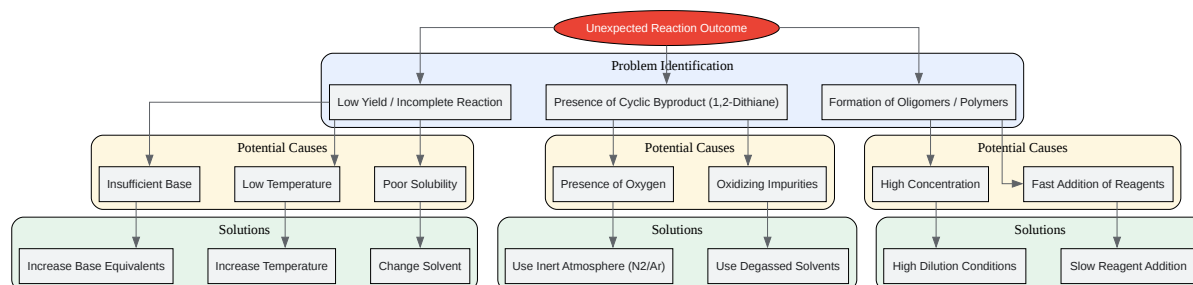 Unexpected Reaction Outcome
Problem Identification
Low Yield / Incomplete Reaction
Presence of Cyclic Byproduct (1,2-Dithiane)
Formation of Oligomers / Polymers
Potential Causes
Potential Causes
Potential Causes
Insufficient Base
Low Temperature
Poor Solubility
Presence of Oxygen
Oxidizing Impurities
High Concentration
Fast Addition of Reagents
Solutions
Solutions
Solutions
Increase Base Equivalents
Increase Temperature
Change Solvent
Use Inert Atmosphere (N2/Ar)
Use Degassed Solvents
High Dilution Conditions
Slow Reagent Addition